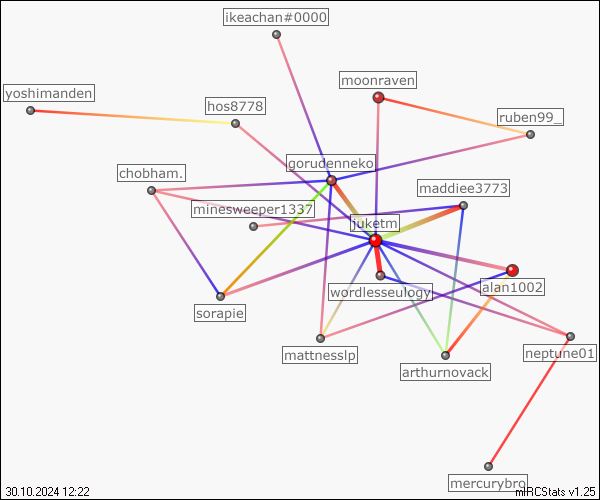 ikeachan#0000
moonraven
yoshimanden
hos8778
ruben99_
gorudenneko
chobham.
maddiee3773
minesweeper1337
juketm
wordlesseulogy
alan1002
sorapie
mattnesslp
neptune01
arthurnovack
mercurybro
30.10.2024 12:22
mIRCStats v1.25